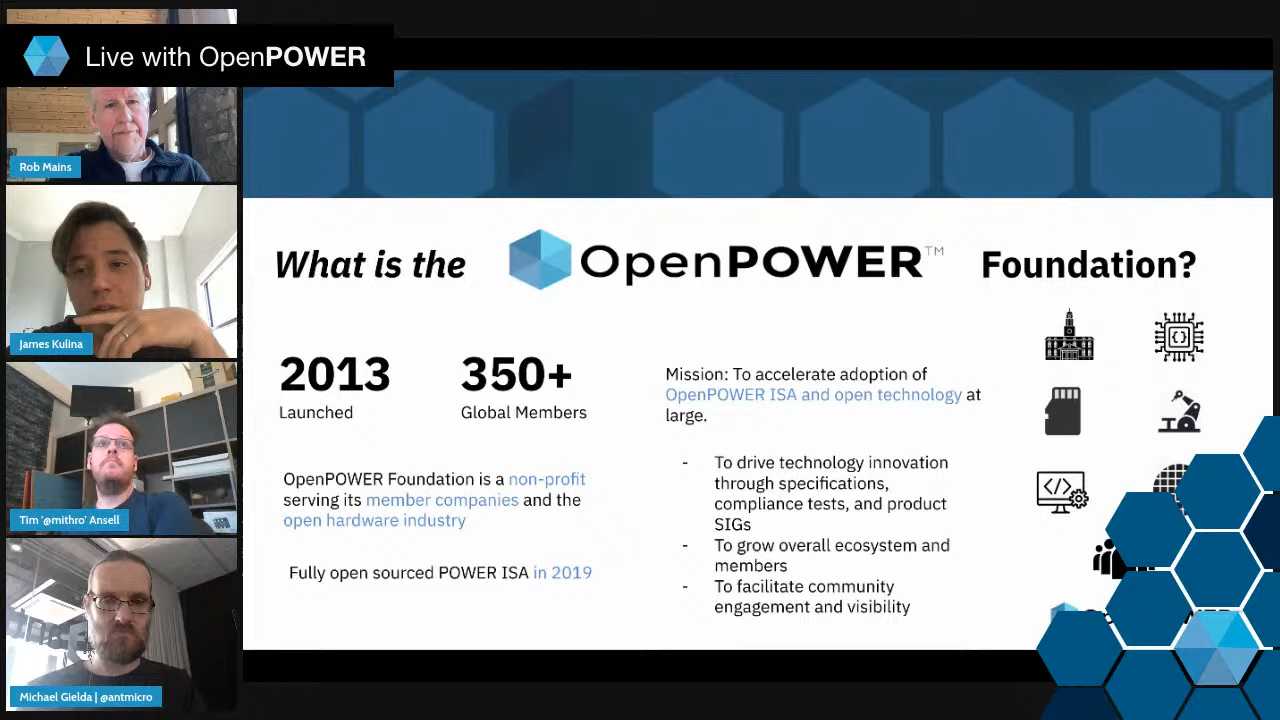 Live with OpenPOWER
Rob Mains
James Kulina
Tim '@mithro' Ansell
Michael Gielda | @antmicro
What is the OpenPOWER™ Foundation?
2013
Launched
350+
Global Members
OpenPOWER Foundation is a non-profit
serving its member companies and the
open hardware industry
Fully open sourced POWER ISA in 2019
Mission: To accelerate adoption of
OpenPOWER ISA and open technology at
large.
- To drive technology innovation
through specifications,
compliance tests, and product
SIGs
- To grow overall ecosystem and
members
- To facilitate community
engagement and visibility